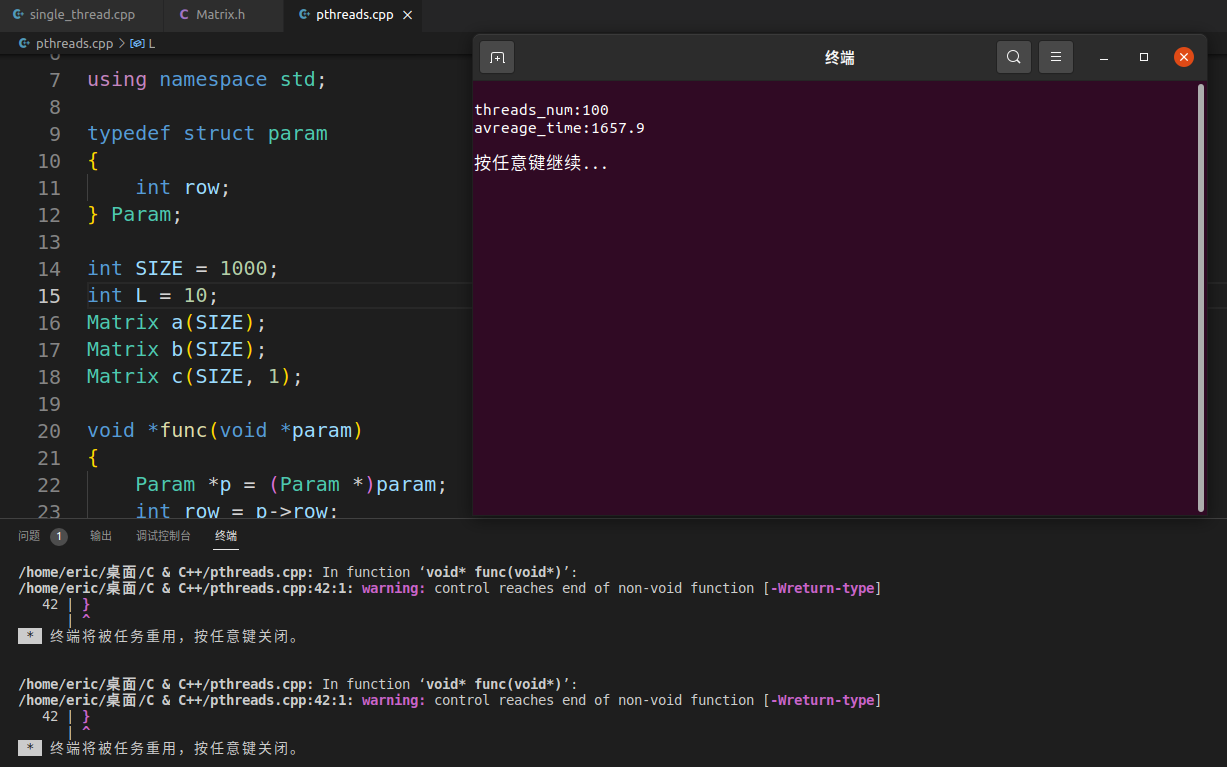 single_thread.cpp
Matrix.h
pthreads.cpp
pthreads.cpp > L
终端
6
7 using namespace std;
8
9 typedef struct param
10 {
11 int row;
12 } Param;
13
14 int SIZE = 1000;
15 int L = 10;
16 Matrix a(SIZE);
17 Matrix b(SIZE);
18 Matrix c(SIZE, 1);
19
20 void *func(void *param)
21 {
22 Param *p = (Param *)param;
23 int row = p->row;
threads_num:100
avreage_time:1657.9
按任意键继续...
问题 1 输出 调试控制台 终端
/home/eric/桌面/C & C++/pthreads.cpp: In function ‘void* func(void*)’:
/home/eric/桌面/C & C++/pthreads.cpp:42:1: warning: control reaches end of non-void function [-Wreturn-type]
42 | }
| ^
* 终端将被任务重用，按任意键关闭。
/home/eric/桌面/C & C++/pthreads.cpp: In function ‘void* func(void*)’:
/home/eric/桌面/C & C++/pthreads.cpp:42:1: warning: control reaches end of non-void function [-Wreturn-type]
42 | }
| ^
* 终端将被任务重用，按任意键关闭。